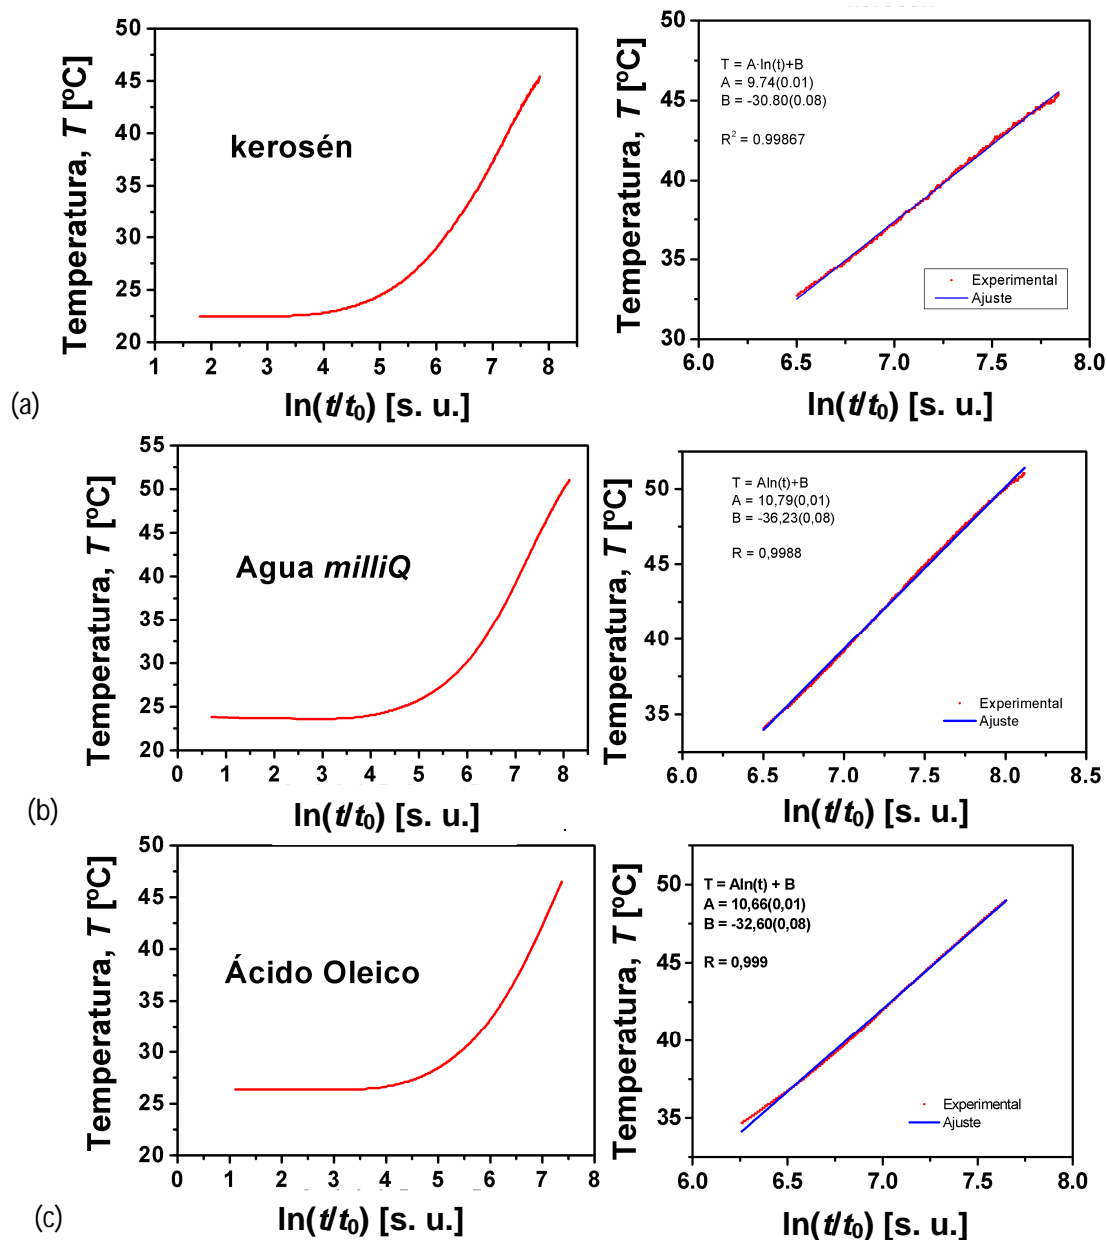 50
45
40
35
30
25
20
1 2 3 4 5 6 7 8
Temperatura, T [ºC]
kerosén
ln(t/t₀) [s. u.]
(a)
45
40
35
30
6.0 6.5 7.0 7.5 8.0
Temperatura, T [ºC]
T = A·ln(t)+B
A = 9.74(0.01)
B = -30.80(0.08)
R² = 0.99867
Experimental
Ajuste
ln(t/t₀) [s. u.]
55
50
45
40
35
30
25
20
0 1 2 3 4 5 6 7 8
Temperatura, T [ºC]
Agua milliQ
ln(t/t₀) [s. u.]
(b)
50
45
40
35
6.0 6.5 7.0 7.5 8.0 8.5
Temperatura, T [ºC]
T = Aln(t)+B
A = 10,79(0,01)
B = -36,23(0,08)
R = 0,9988
Experimental
Ajuste
ln(t/t₀) [s. u.]
50
45
40
35
30
25
20
0 1 2 3 4 5 6 7 8
Temperatura, T [ºC]
Ácido Oleico
ln(t/t₀) [s. u.]
(c)
50
45
40
35
6.0 6.5 7.0 7.5 8.0
Temperatura, T [ºC]
T = Aln(t) + B
A = 10,66(0,01)
B = -32,60(0,08)
R = 0,999
Experimental
Ajuste
ln(t/t₀) [s. u.]